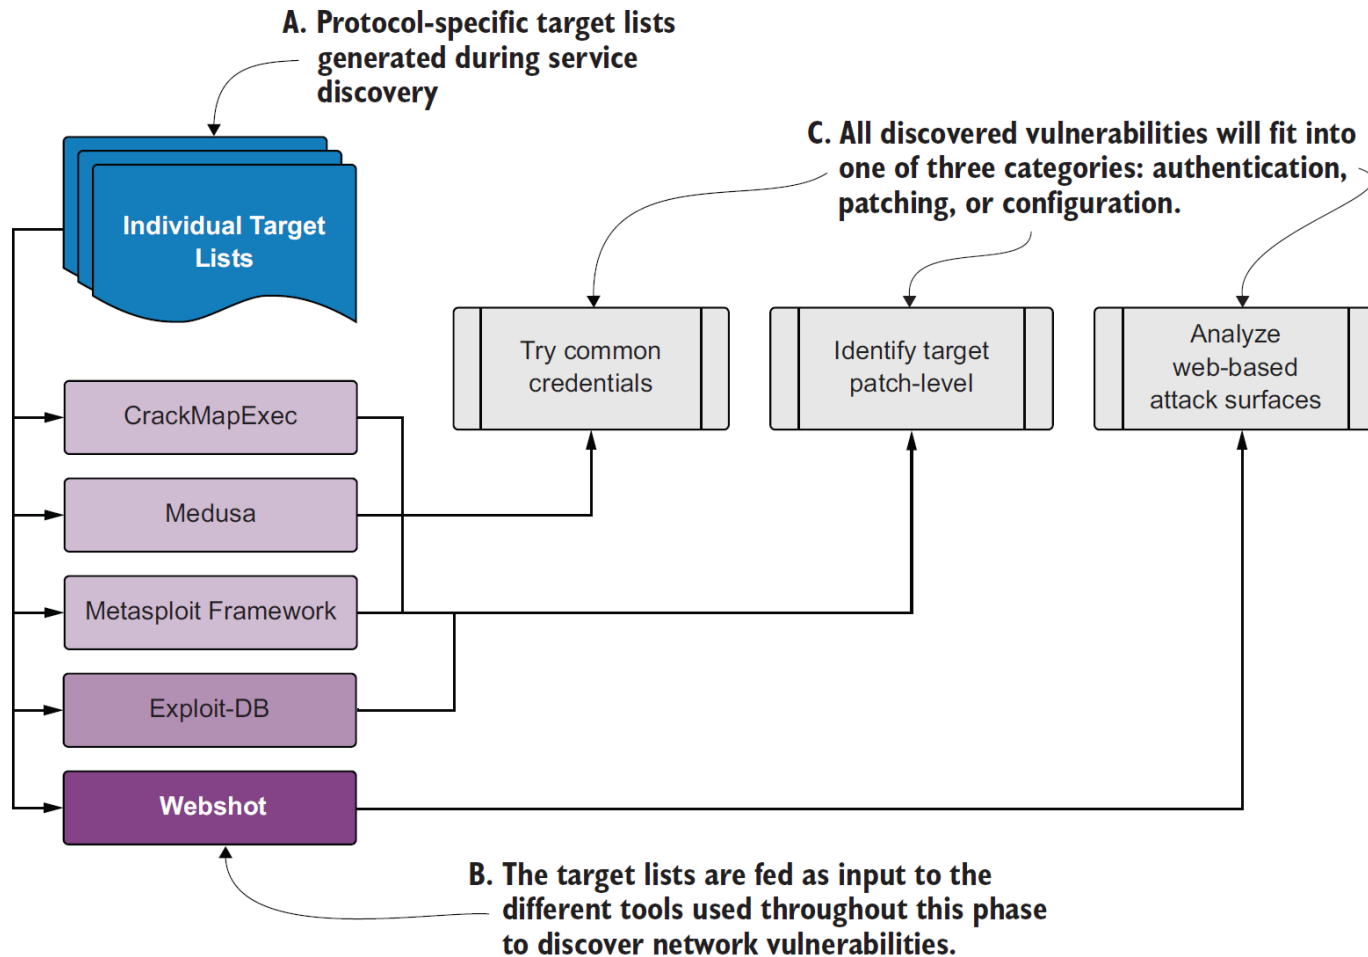 A. Protocol-specific target lists
generated during service
discovery
C. All discovered vulnerabilities will fit into
one of three categories: authentication,
patching, or configuration.
Individual Target
Lists
Try common
credentials
Identify target
patch-level
Analyze
web-based
attack surfaces
CrackMapExec
Medusa
Metasploit Framework
Exploit-DB
Webshot
B. The target lists are fed as input to the
different tools used throughout this phase
to discover network vulnerabilities.